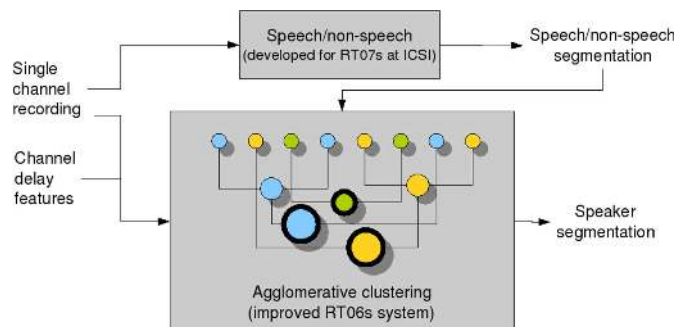 Speech/non-speech
(developed for RT07s at ICSI)
Speech/non-speech
segmentation
Single
channel
recording
Channel
delay
features
Speaker
segmentation
Agglomerative clustering
(improved RT06s system)